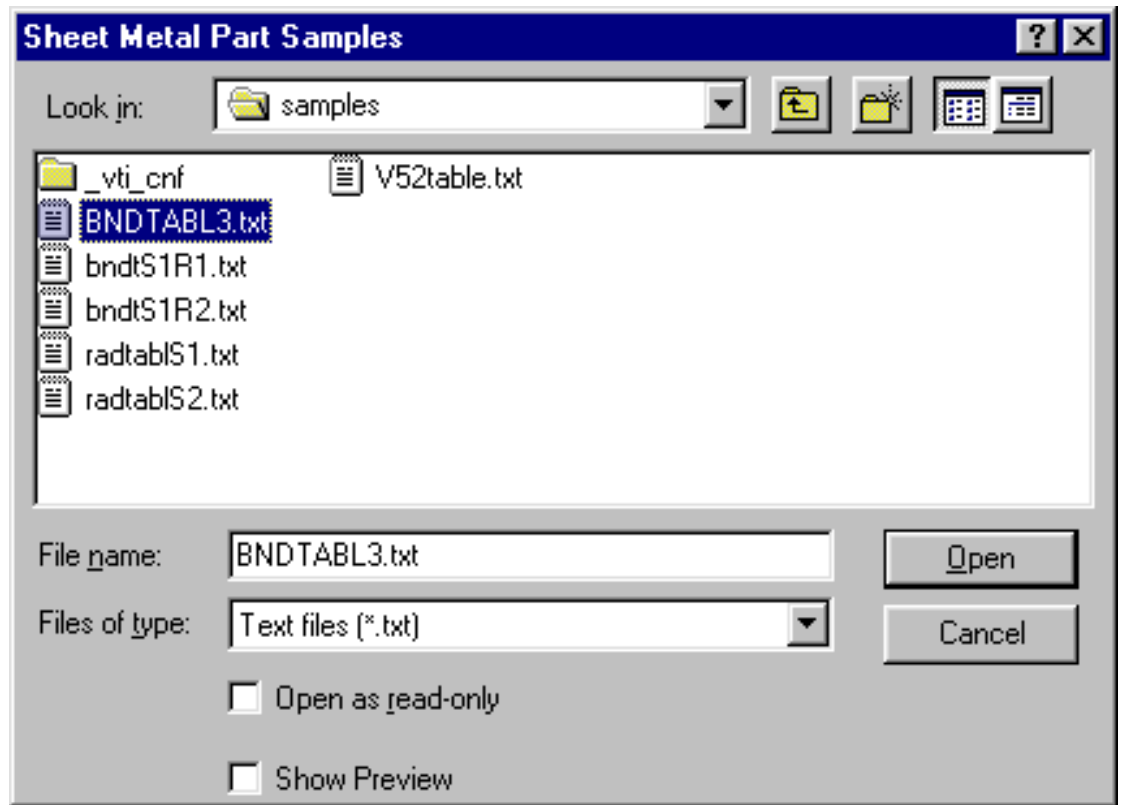 Sheet Metal Part Samples
Look in: samples
_vti_cnf V52table.txt
BNDTABL3.txt
bndtS1R1.txt
bndtS1R2.txt
radtablS1.txt
radtablS2.txt
File name: BNDTABL3.txt Open
Files of type: Text files (*.txt) Cancel
Open as read-only
Show Preview